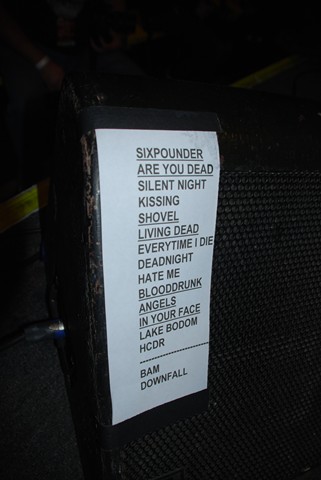 SIXPOUNDER
ARE YOU DEAD
SILENT NIGHT
KISSING
SHOVEL
LIVING DEAD
EVERYTIME I DIE
DEADNIGHT
HATE ME
BLOODDRUNK
ANGELS
IN YOUR FACE
LAKE BODOM
HCDR
--------------------
BAM
DOWNFALL